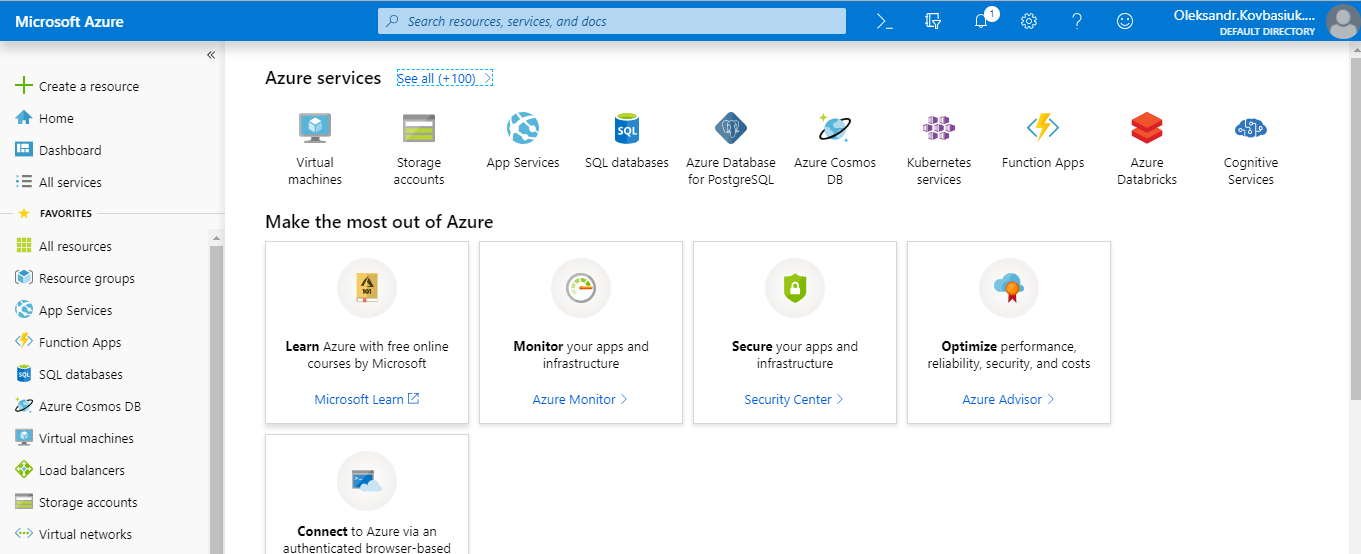 Microsoft Azure
Search resources, services, and docs
1
Oleksandr.Kovbasiuk....
DEFAULT DIRECTORY
Create a resource
Home
Dashboard
All services
FAVORITES
All resources
Resource groups
App Services
Function Apps
SQL databases
Azure Cosmos DB
Virtual machines
Load balancers
Storage accounts
Virtual networks
Azure services
See all (+100)
Virtual
machines
Storage
accounts
App Services
SQL
SQL databases
Azure Database
for PostgreSQL
Azure Cosmos
DB
Kubernetes
services
Function Apps
Azure
Databricks
Cognitive
Services
Make the most out of Azure
101
Learn Azure with free online
courses by Microsoft
Microsoft Learn
Monitor your apps and
infrastructure
Azure Monitor
Secure your apps and
infrastructure
Security Center
Optimize performance,
reliability, security, and costs
Azure Advisor
Connect to Azure via an
authenticated browser-based